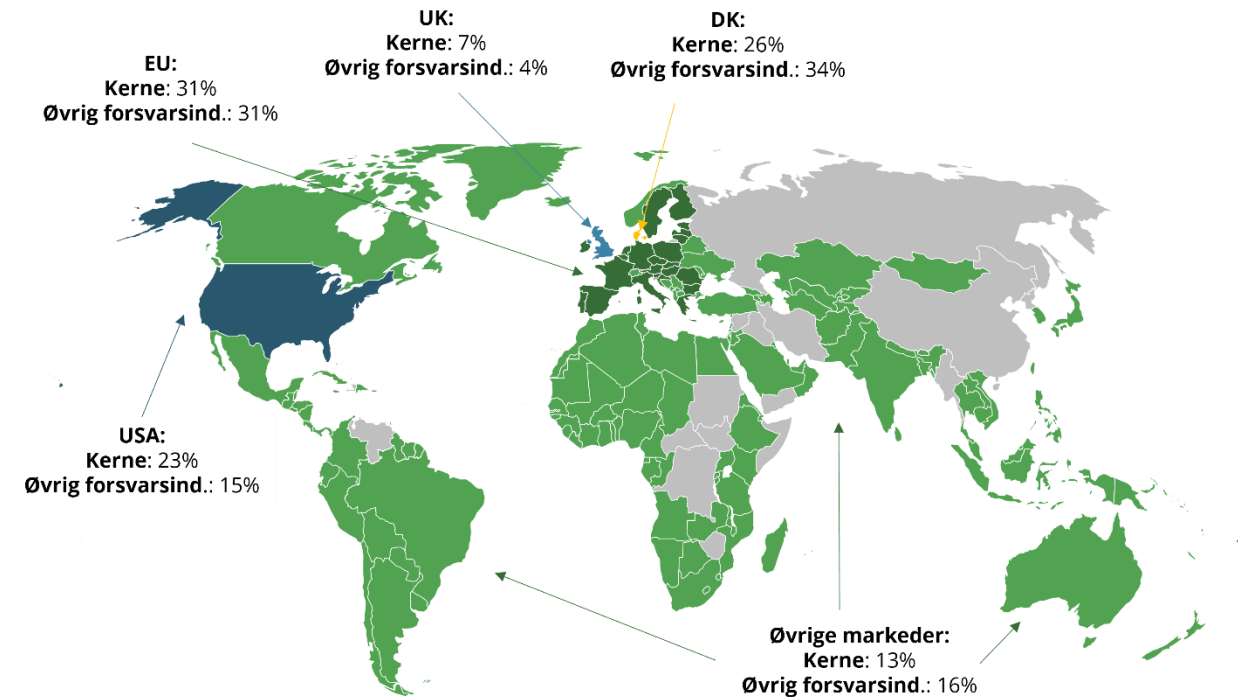 UK:
Kerne: 7%
Øvrig forsvarsind.: 4%
DK:
Kerne: 26%
Øvrig forsvarsind.: 34%
EU:
Kerne: 31%
Øvrig forsvarsind.: 31%
USA:
Kerne: 23%
Øvrig forsvarsind.: 15%
Øvrige markeder:
Kerne: 13%
Øvrig forsvarsind.: 16%